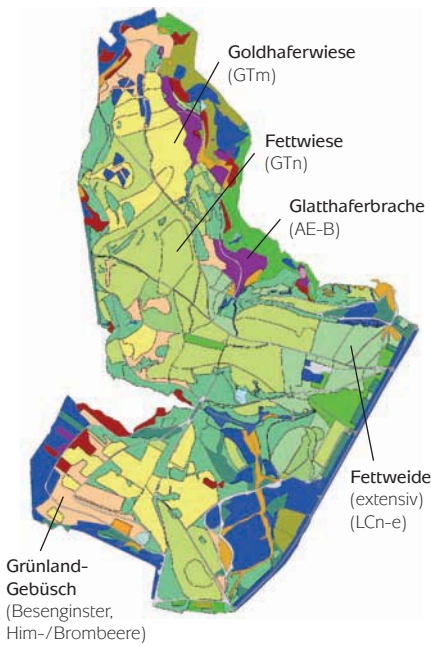 Goldhaferwiese
(GTm)
Fettwiese
(GTn)
Glatthaferbrache
(AE-B)
Fettweide
(extensiv)
(LCn-e)
Grünland-
Gebüsch
(Besenginster,
Him-/Brombeere)